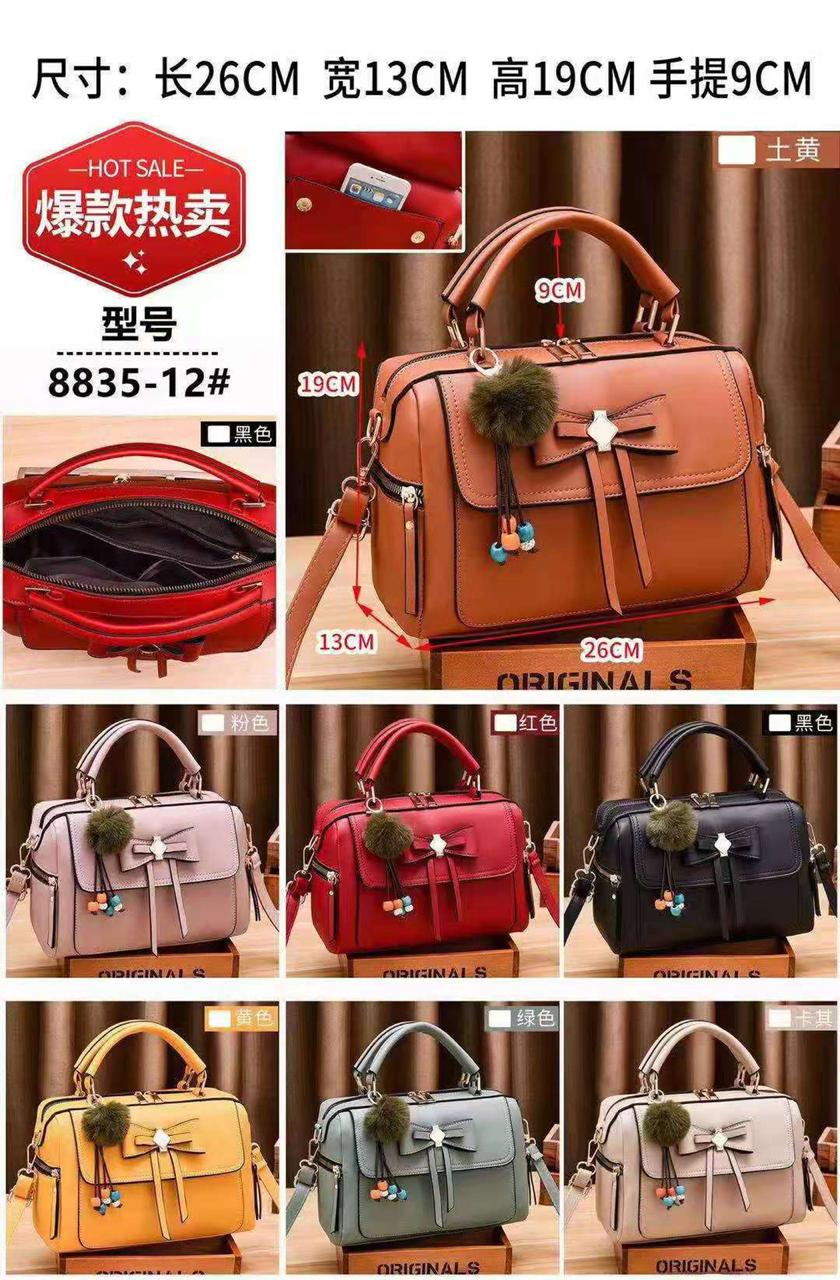 尺寸：长26CM 宽13CM 高19CM 手提9CM
HOT SALE
爆款热卖
型号
8835-12#
土黄
9CM
19CM
13CM
26CM
ORIGINALS
黑色
粉色
红色
黑色
ORIGINALS
ORIGINALS
ORIGINALS
黄色
绿色
卡其
ORIGINALS
ORIGINALS
ORIGINALS